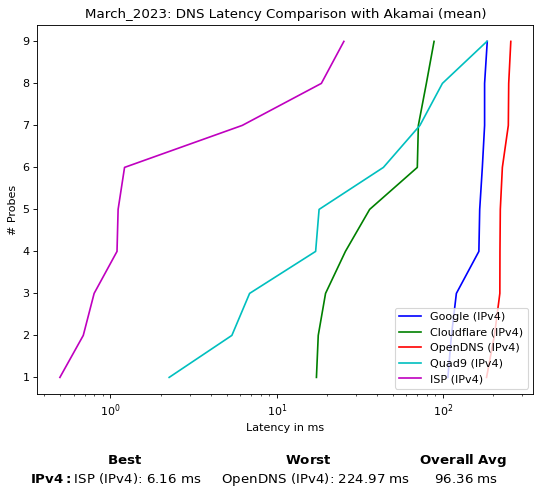 March_2023: DNS Latency Comparison with Akamai (mean)
# Probes
9
8
7
6
5
4
3
2
1
Google (IPv4)
Cloudflare (IPv4)
OpenDNS (IPv4)
Quad9 (IPv4)
ISP (IPv4)
10^0 10^1 10^2
Latency in ms
Best Worst Overall Avg
IPv4: ISP (IPv4): 6.16 ms OpenDNS (IPv4): 224.97 ms 96.36 ms